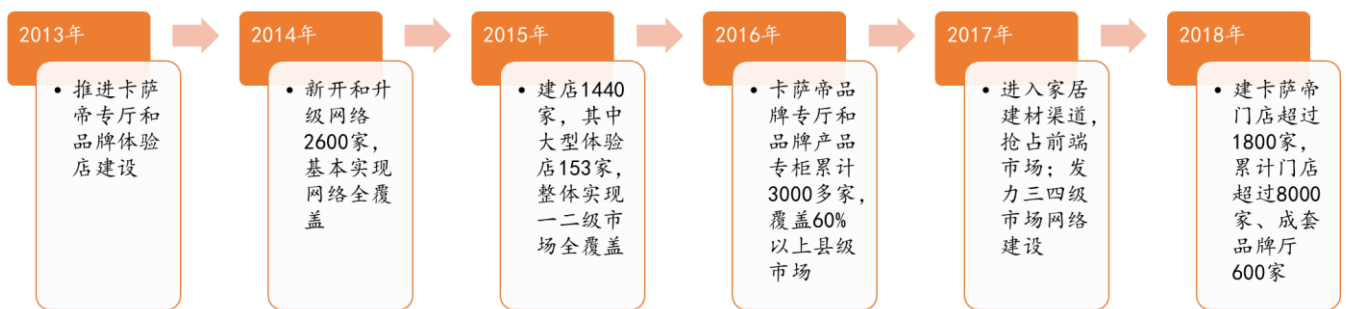 2013年
推进卡萨
帝专厅和
品牌体验
店建设
2014年
新开和升
级网络
2600家，
基本实现
网络全覆
盖
2015年
建店1440
家，其中
大型体验
店153家，
整体实现
一二级市
场全覆盖
2016年
卡萨帝品
牌专厅和
品牌产品
专柜累计
3000多家，
覆盖60%
以上县级
市场
2017年
进入家居
建材渠道，
抢占前端
市场；发
力三四级
市场网络
建设
2018年
建卡萨帝
门店超过
1800家，
累计门店
超过8000
家、成套
品牌厅
600家